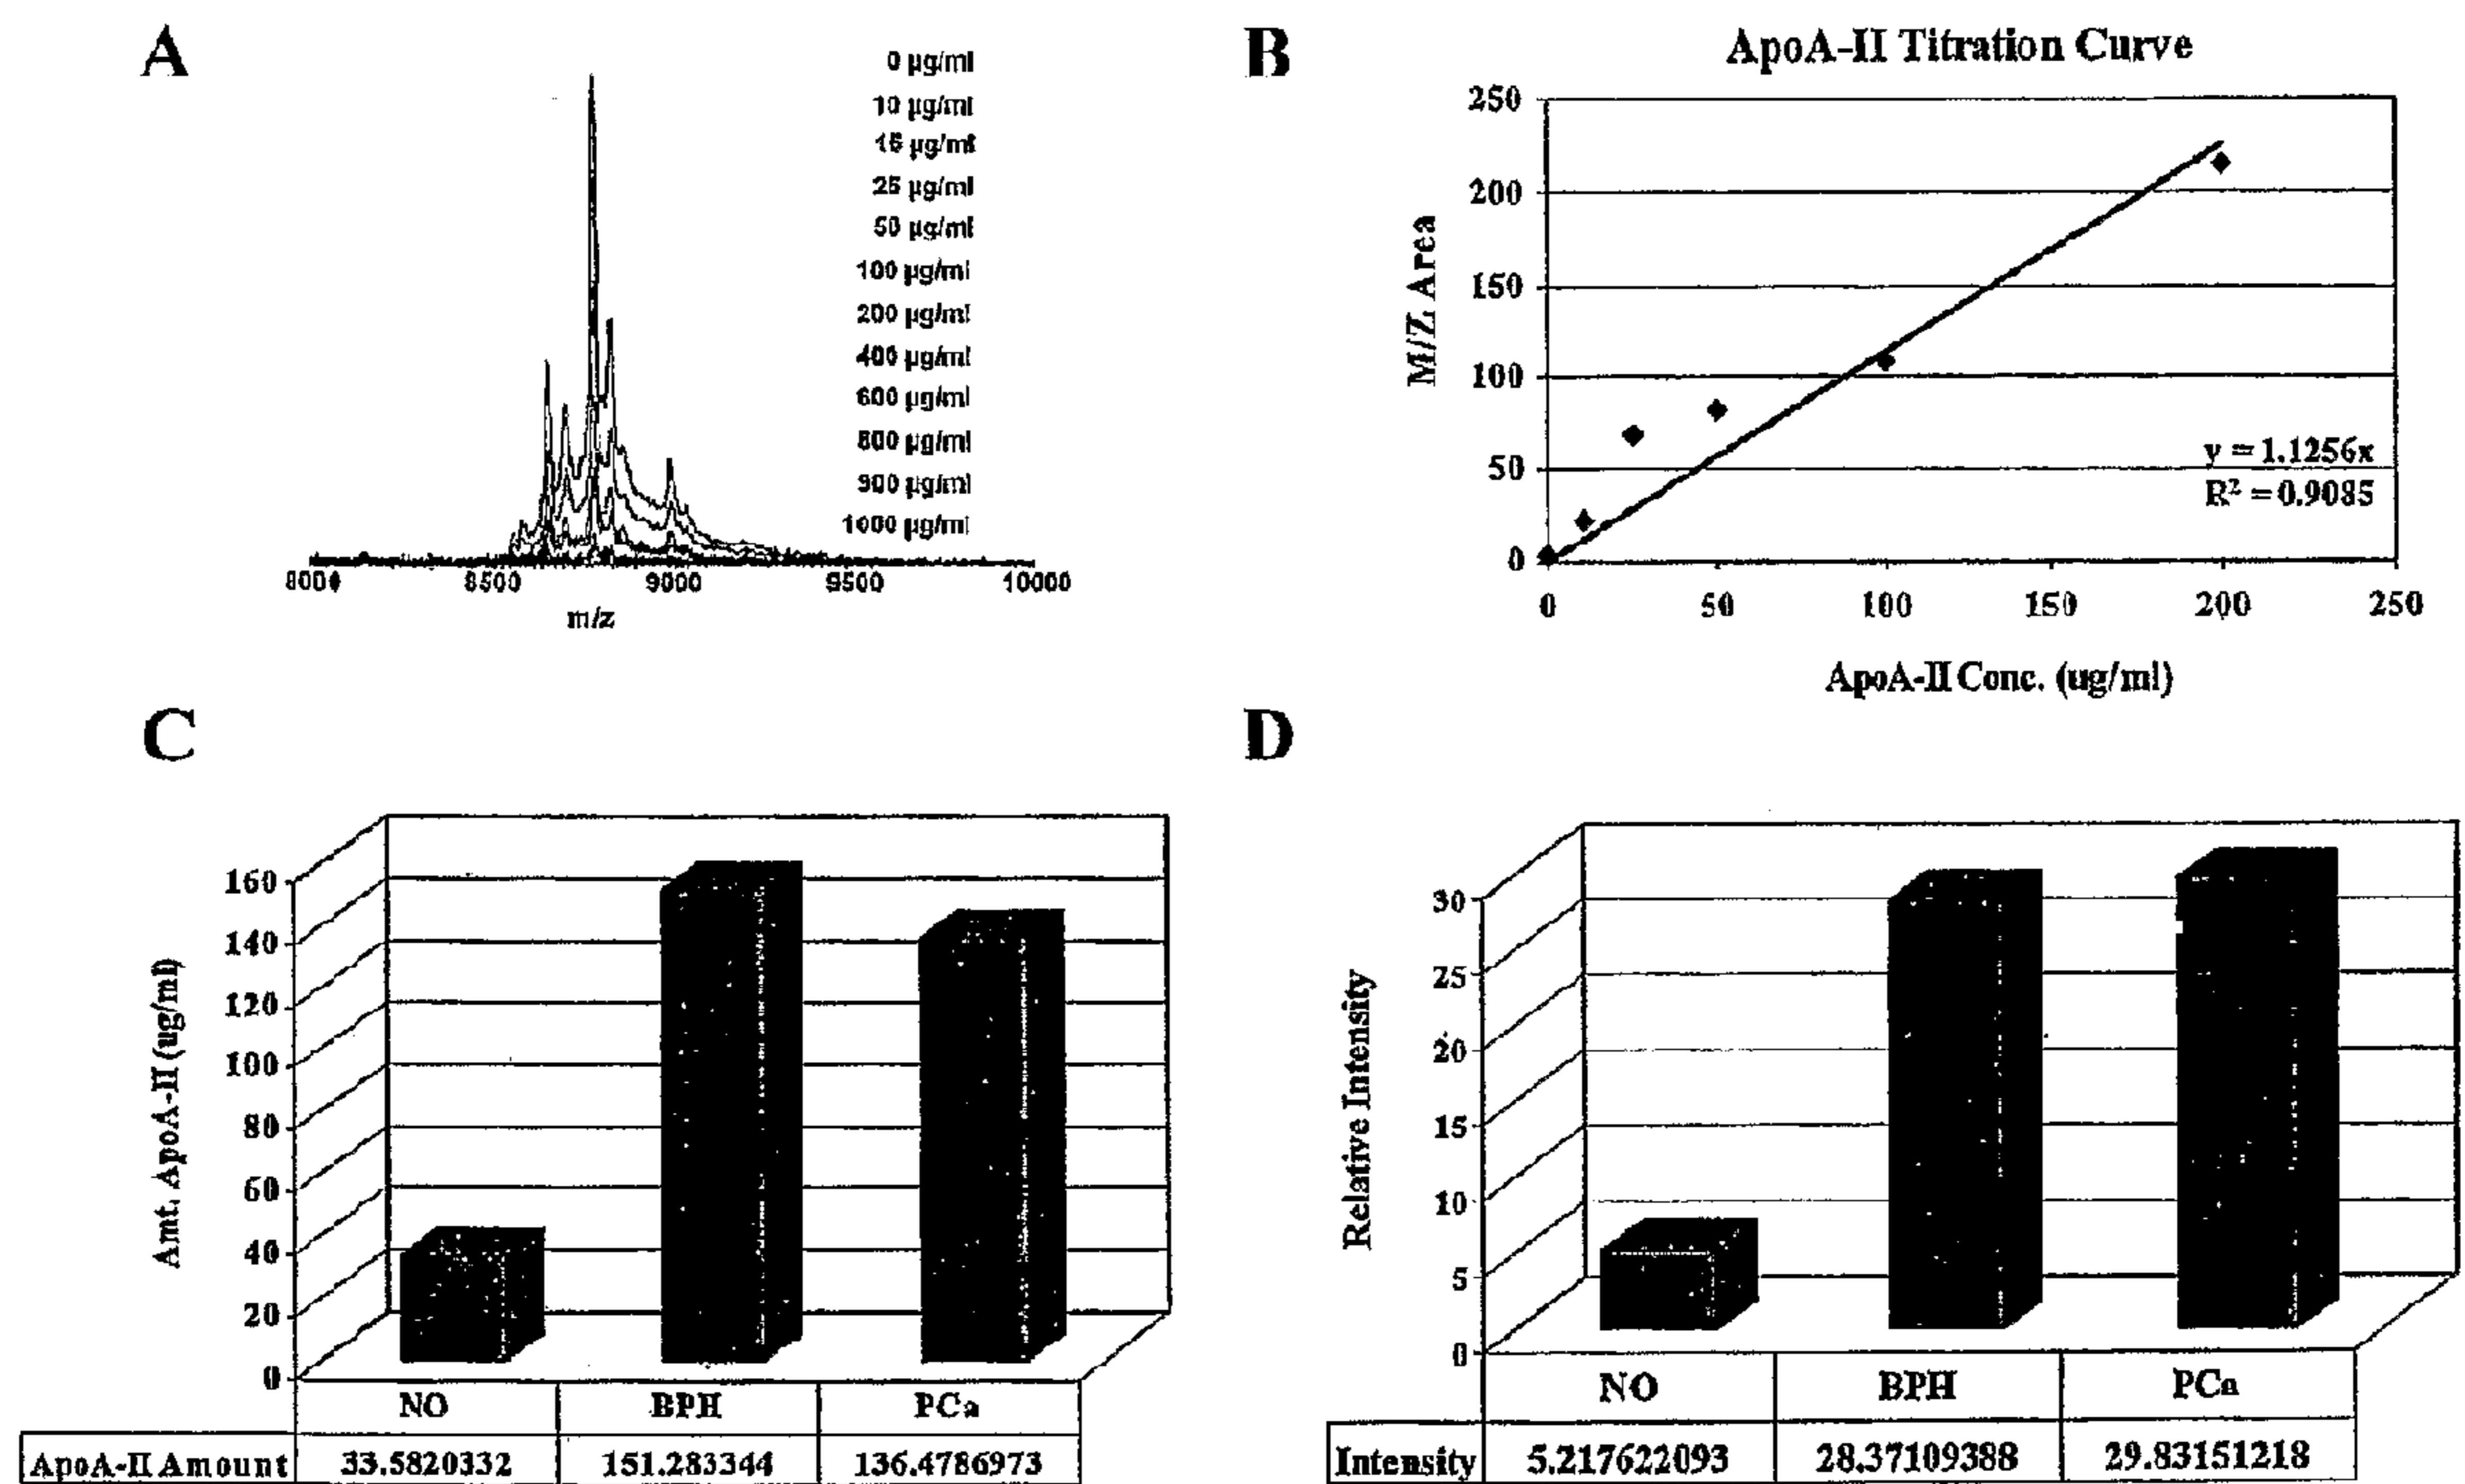 A
0 µg/ml
10 µg/ml
15 µg/ml
25 µg/ml
50 µg/ml
100 µg/ml
200 µg/ml
400 µg/ml
600 µg/ml
800 µg/ml
900 µg/ml
1000 µg/ml
8000 8500 9000 9500 10000
m/z
B
ApoA-II Titration Curve
250
200
150
100
50
0
M/Z Area
y = 1.1256x
R² = 0.9085
0 50 100 150 200 250
ApoA-II Conc. (ug/ml)
C
160
140
120
100
80
60
40
20
0
Amt. ApoA-II (ug/ml)
NO BPH PCa
ApoA-II Amount 33.5820332 151.283344 136.4786973
D
30
25
20
15
10
5
0
Relative Intensity
NO BPH PCa
Intensity 5.217622093 28.37109388 29.83151218